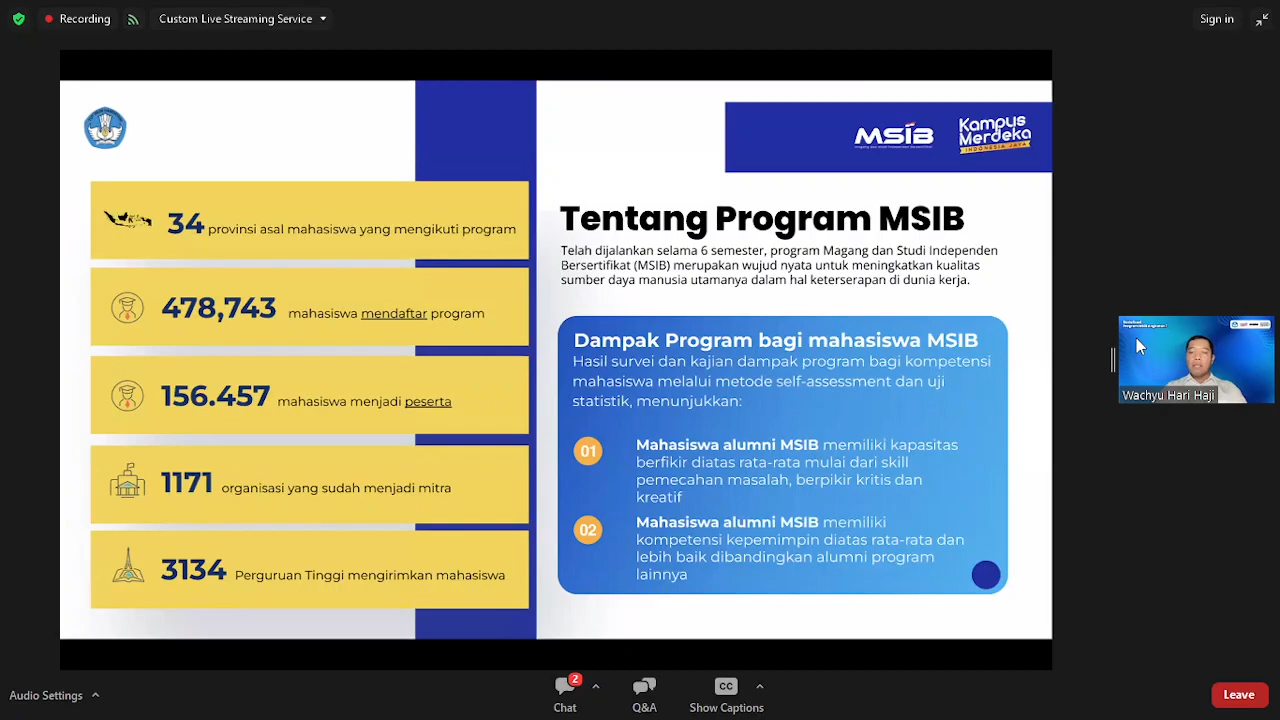 Recording
Custom Live Streaming Service
Sign in
MSIB
Kampus
Merdeka
INDONESIA JAYA
34 provinsi asal mahasiswa yang mengikuti program
478,743 mahasiswa mendaftar program
156.457 mahasiswa menjadi peserta
1171 organisasi yang sudah menjadi mitra
3134 Perguruan Tinggi mengirimkan mahasiswa
Tentang Program MSIB
Telah dijalankan selama 6 semester, program Magang dan Studi Independen
Bersertifikat (MSIB) merupakan wujud nyata untuk meningkatkan kualitas
sumber daya manusia utamanya dalam hal keterserapan di dunia kerja.
Dampak Program bagi mahasiswa MSIB
Hasil survei dan kajian dampak program bagi kompetensi
mahasiswa melalui metode self-assessment dan uji
statistik, menunjukkan:
01
Mahasiswa alumni MSIB memiliki kapasitas
berfikir diatas rata-rata mulai dari skill
pemecahan masalah, berpikir kritis dan
kreatif
02
Mahasiswa alumni MSIB memiliki
kompetensi kepemimpin diatas rata-rata dan
lebih baik dibandingkan alumni program
lainnya
Wachyu Hari Haji
Audio Settings
2
Chat
Q&A
CC
Show Captions
Leave